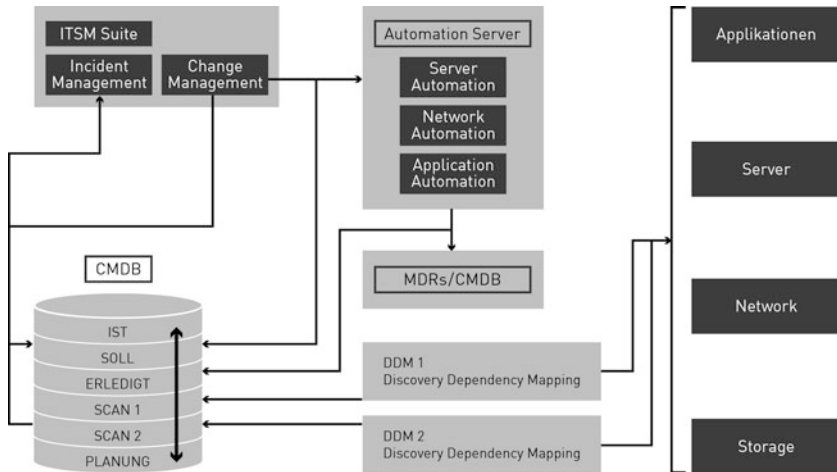 ITSM Suite
Incident
Management
Change
Management
Automation Server
Server
Automation
Network
Automation
Application
Automation
MDRs/CMDB
CMDB
IST
SOLL
ERLEDIGT
SCAN 1
SCAN 2
PLANUNG
DDM 1
Discovery Dependency Mapping
DDM 2
Discovery Dependency Mapping
Applikationen
Server
Network
Storage